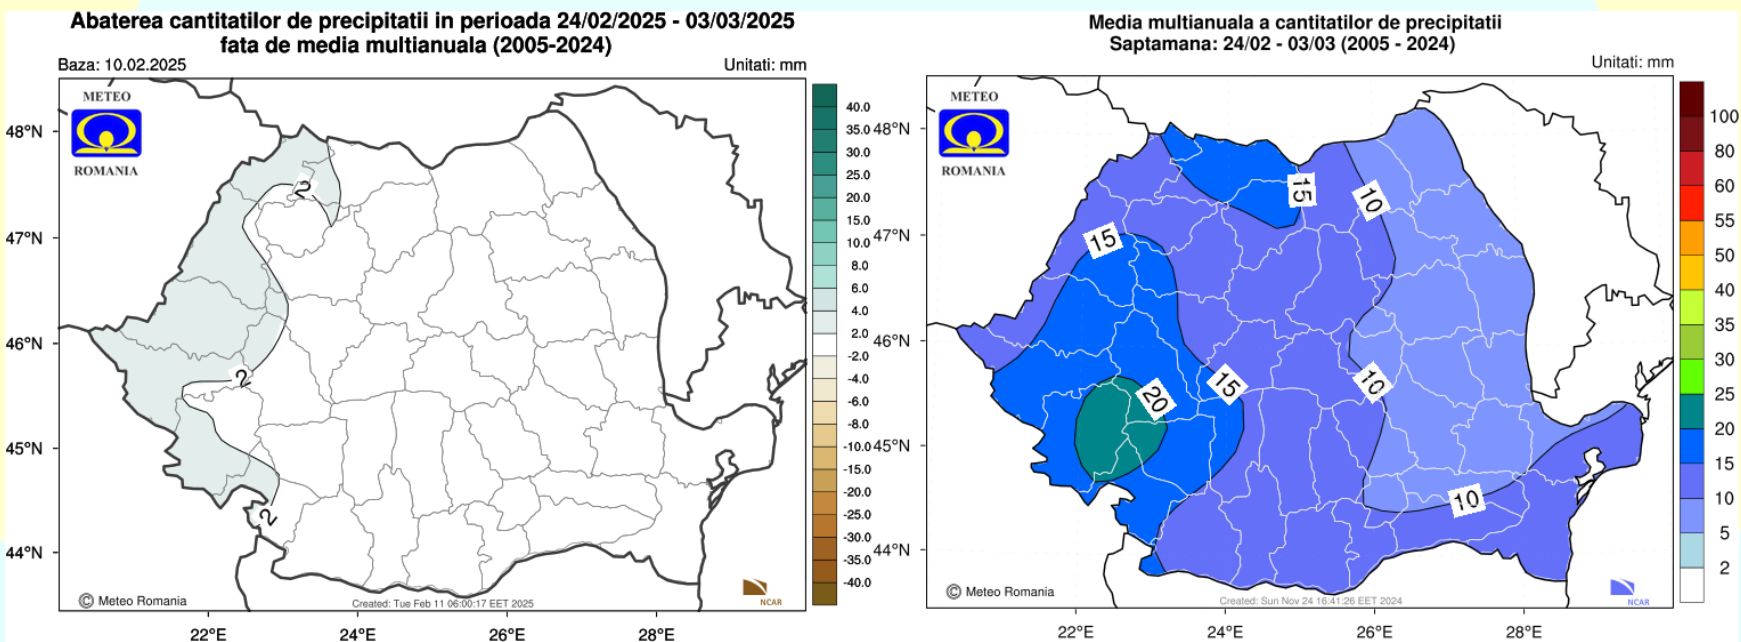 Abaterea cantitatilor de precipitatii in perioada 24/02/2025 - 03/03/2025
fata de media multianuala (2005-2024)
Baza: 10.02.2025
Unitati: mm
METEO
ROMANIA
48°N
47°N
46°N
45°N
44°N
2
2
2
40.0
35.0
30.0
25.0
20.0
15.0
10.0
8.0
6.0
4.0
2.0
-2.0
-4.0
-6.0
-8.0
-10.0
-15.0
-20.0
-25.0
-30.0
-35.0
-40.0
© Meteo Romania
Created: Tue Feb 11 06:00:17 EET 2025
NCAR
22°E
24°E
26°E
28°E
Media multianuala a cantitatilor de precipitatii
Saptamana: 24/02 - 03/03 (2005 - 2024)
Unitati: mm
METEO
ROMANIA
48°N
47°N
46°N
45°N
44°N
15
10
15
20
15
10
10
100
80
60
55
50
40
35
30
25
20
15
10
5
2
© Meteo Romania
Created: Sun Nov 24 16:41:26 EET 2024
NCAR
22°E
24°E
26°E
28°E